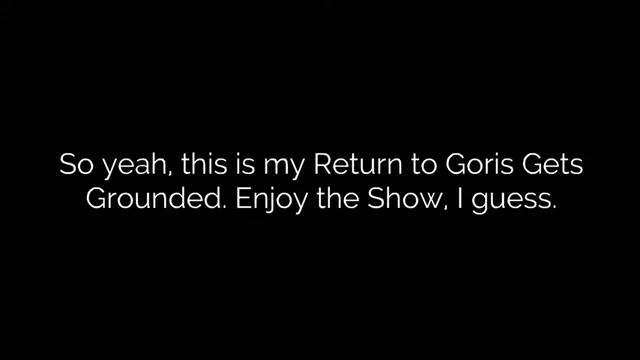 So yeah, this is my Return to Goris Gets
Grounded. Enjoy the Show, I guess.